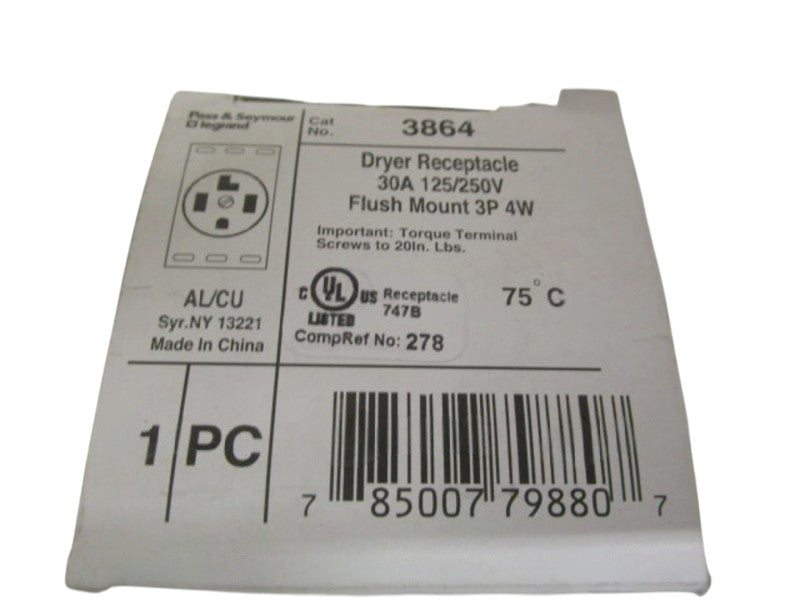 Pass & Seymour
legrand
Cat
No. 3864
Dryer Receptacle
30A 125/250V
Flush Mount 3P 4W
Important: Torque Terminal
Screws to 20In. Lbs.
AL/CU
Syr.NY 13221
Made In China
C UL US
LISTED
Receptacle
747B
75°C
CompRef No: 278
1 PC
7 85007 79880 7